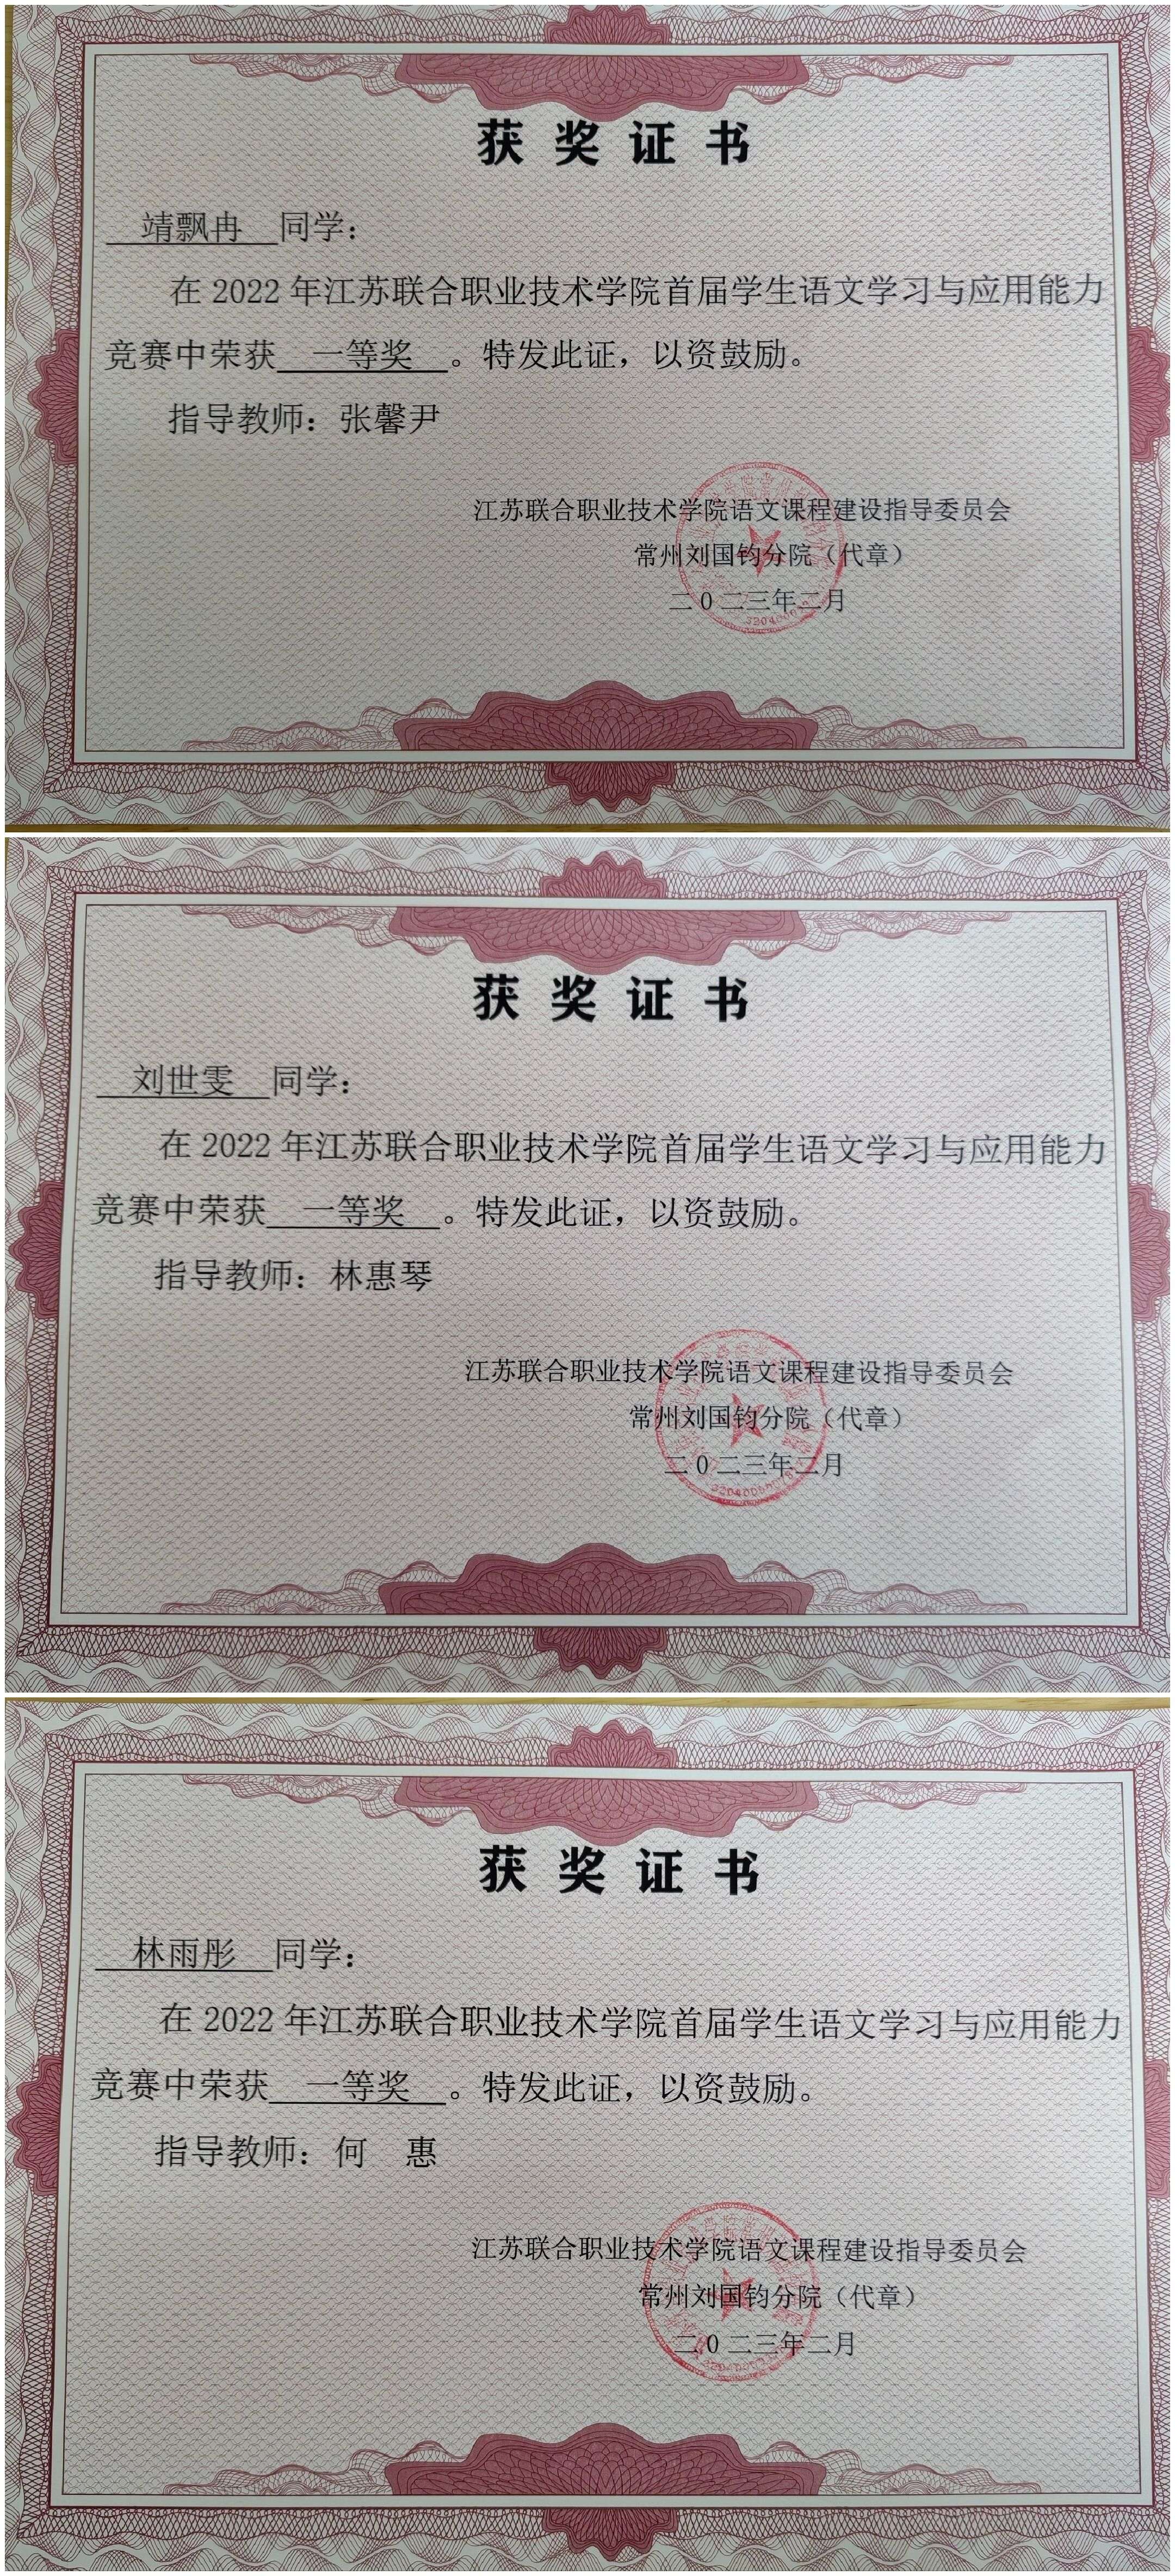 获奖证书
靖飘冉 同学：
在 2022 年江苏联合职业技术学院首届学生语文学习与应用能力
竞赛中荣获 一等奖 。特发此证，以资鼓励。
指导教师：张馨尹
江苏联合职业技术学院语文课程建设指导委员会
常州刘国钧分院（代章）
二0二三年二月
获奖证书
刘世雯 同学：
在 2022 年江苏联合职业技术学院首届学生语文学习与应用能力
竞赛中荣获 一等奖 。特发此证，以资鼓励。
指导教师：林惠琴
江苏联合职业技术学院语文课程建设指导委员会
常州刘国钧分院（代章）
二0二三年二月
获奖证书
林雨彤 同学：
在 2022 年江苏联合职业技术学院首届学生语文学习与应用能力
竞赛中荣获 一等奖 。特发此证，以资鼓励。
指导教师：何 惠
江苏联合职业技术学院语文课程建设指导委员会
常州刘国钧分院（代章）
二0二三年二月